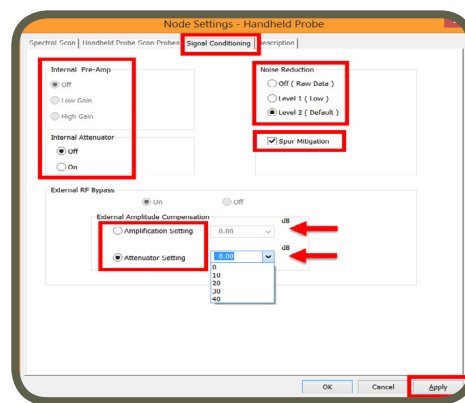 Node Settings - Handheld Probe
Spectral Scan
Handheld Probe Scan Probes
Signal Conditioning
Description
Internal Pre-Amp
Off
Low Gain
High Gain
Internal Attenuator
Off
On
Noise Reduction
Off ( Raw Data )
Level 1 ( Low )
Level 2 ( Default )
Spur Mitigation
External RF Bypass
On
Off
External Amplitude Compensation
Amplification Setting
0.00
dB
Attenuator Setting
0.00
dB
0
10
20
30
40
OK
Cancel
Apply